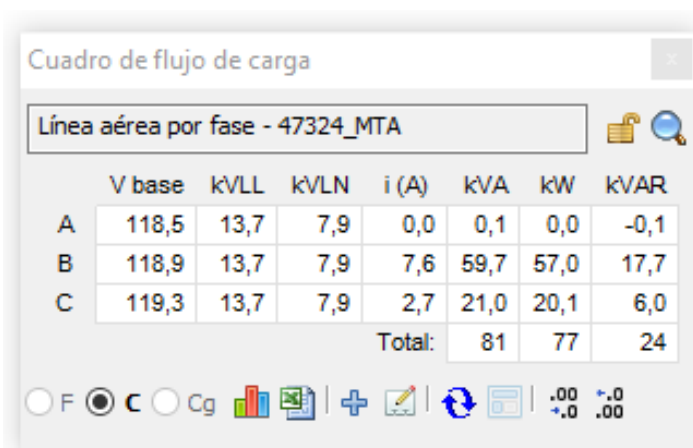 Cuadro de flujo de carga x
Línea aérea por fase - 47324_MTA
V base kVLL kVLN i (A) kVA kW kVAR
A 118,5 13,7 7,9 0,0 0,1 0,0 -0,1
B 118,9 13,7 7,9 7,6 59,7 57,0 17,7
C 119,3 13,7 7,9 2,7 21,0 20,1 6,0
Total: 81 77 24
F C Cg .00 .0 .0 .00